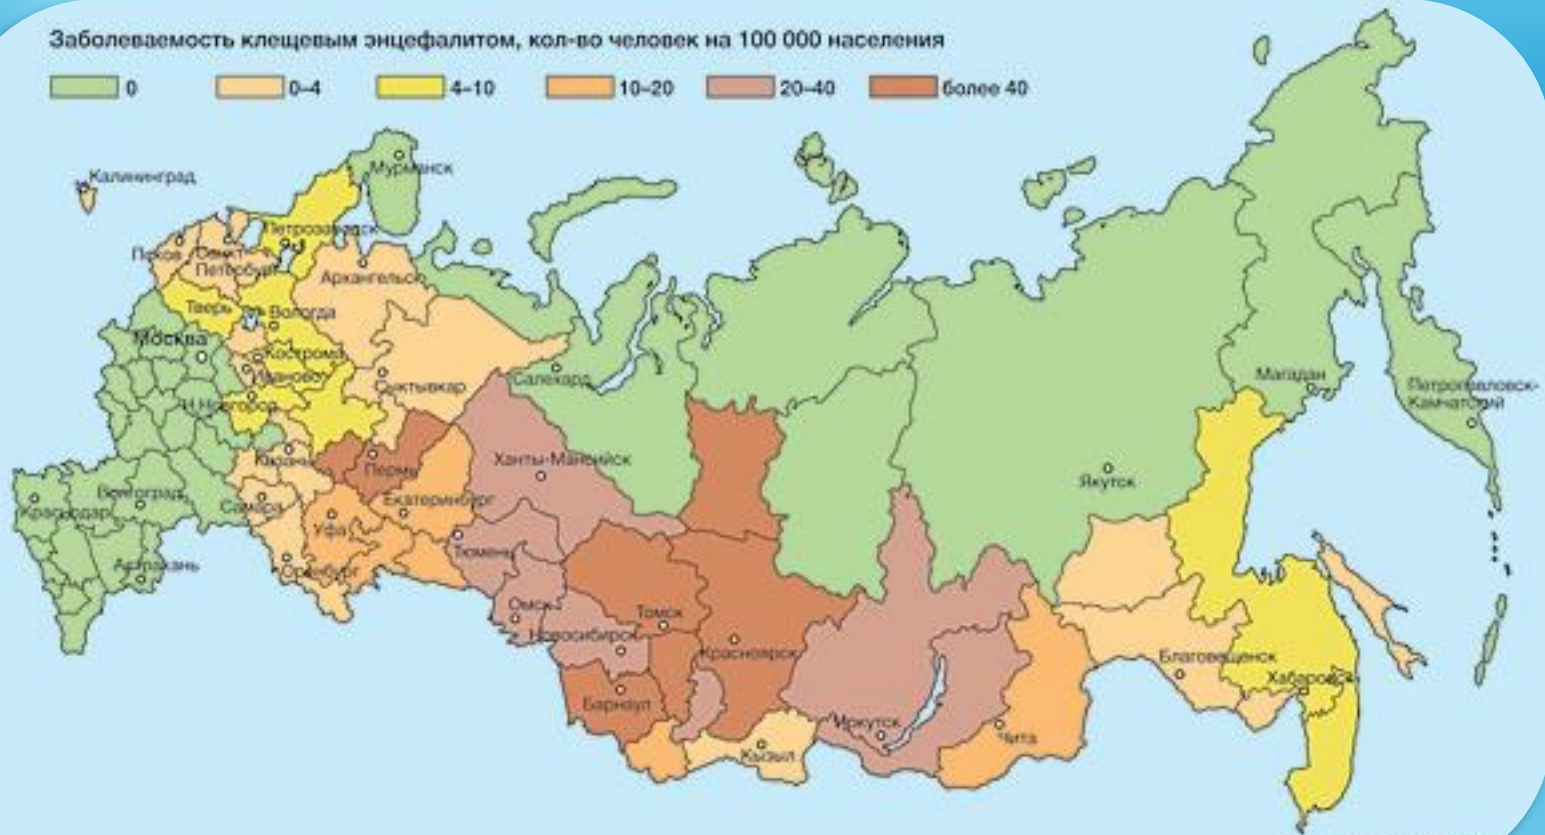 Заболеваемость клещевым энцефалитом, кол-во человек на 100 000 населения
0
0–4
4–10
10–20
20–40
более 40
Калининград
Мурманск
Петрозаводск
Псков
Санкт-
Петербург
Архангельск
Тверь
Вологда
Москва
Кострома
Иваново
Сыктывкар
Салехард
Н.Новгород
Магадан
Петропавловск-
Камчатский
Казань
Пермь
Ханты-Мансийск
Якутск
Волгоград
Самара
Екатеринбург
Краснодар
Уфа
Тюмень
Астрахань
Оренбург
Омск
Томск
Новосибирск
Красноярск
Благовещенск
Хабаровск
Барнаул
Иркутск
Чита
Кызыл